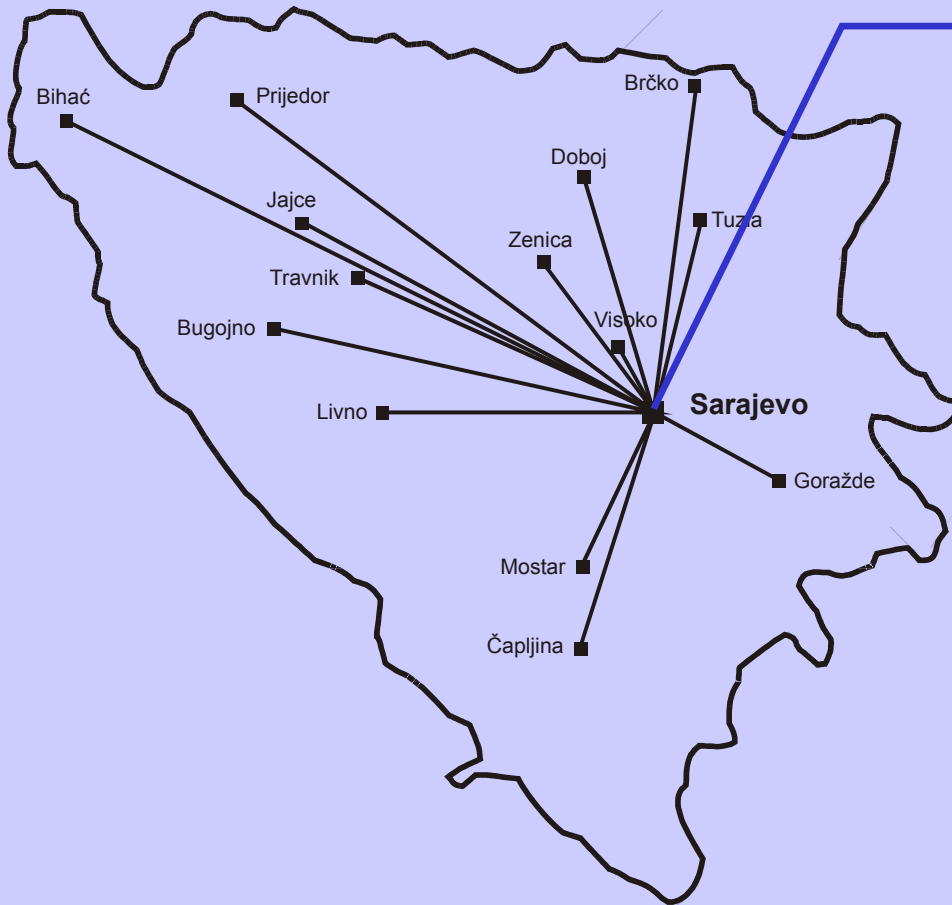 Brčko
Prijedor
Bihać
Doboj
Jajce
Tuzla
Zenica
Travnik
Visoko
Bugojno
Sarajevo
Livno
Goražde
Mostar
Čapljina